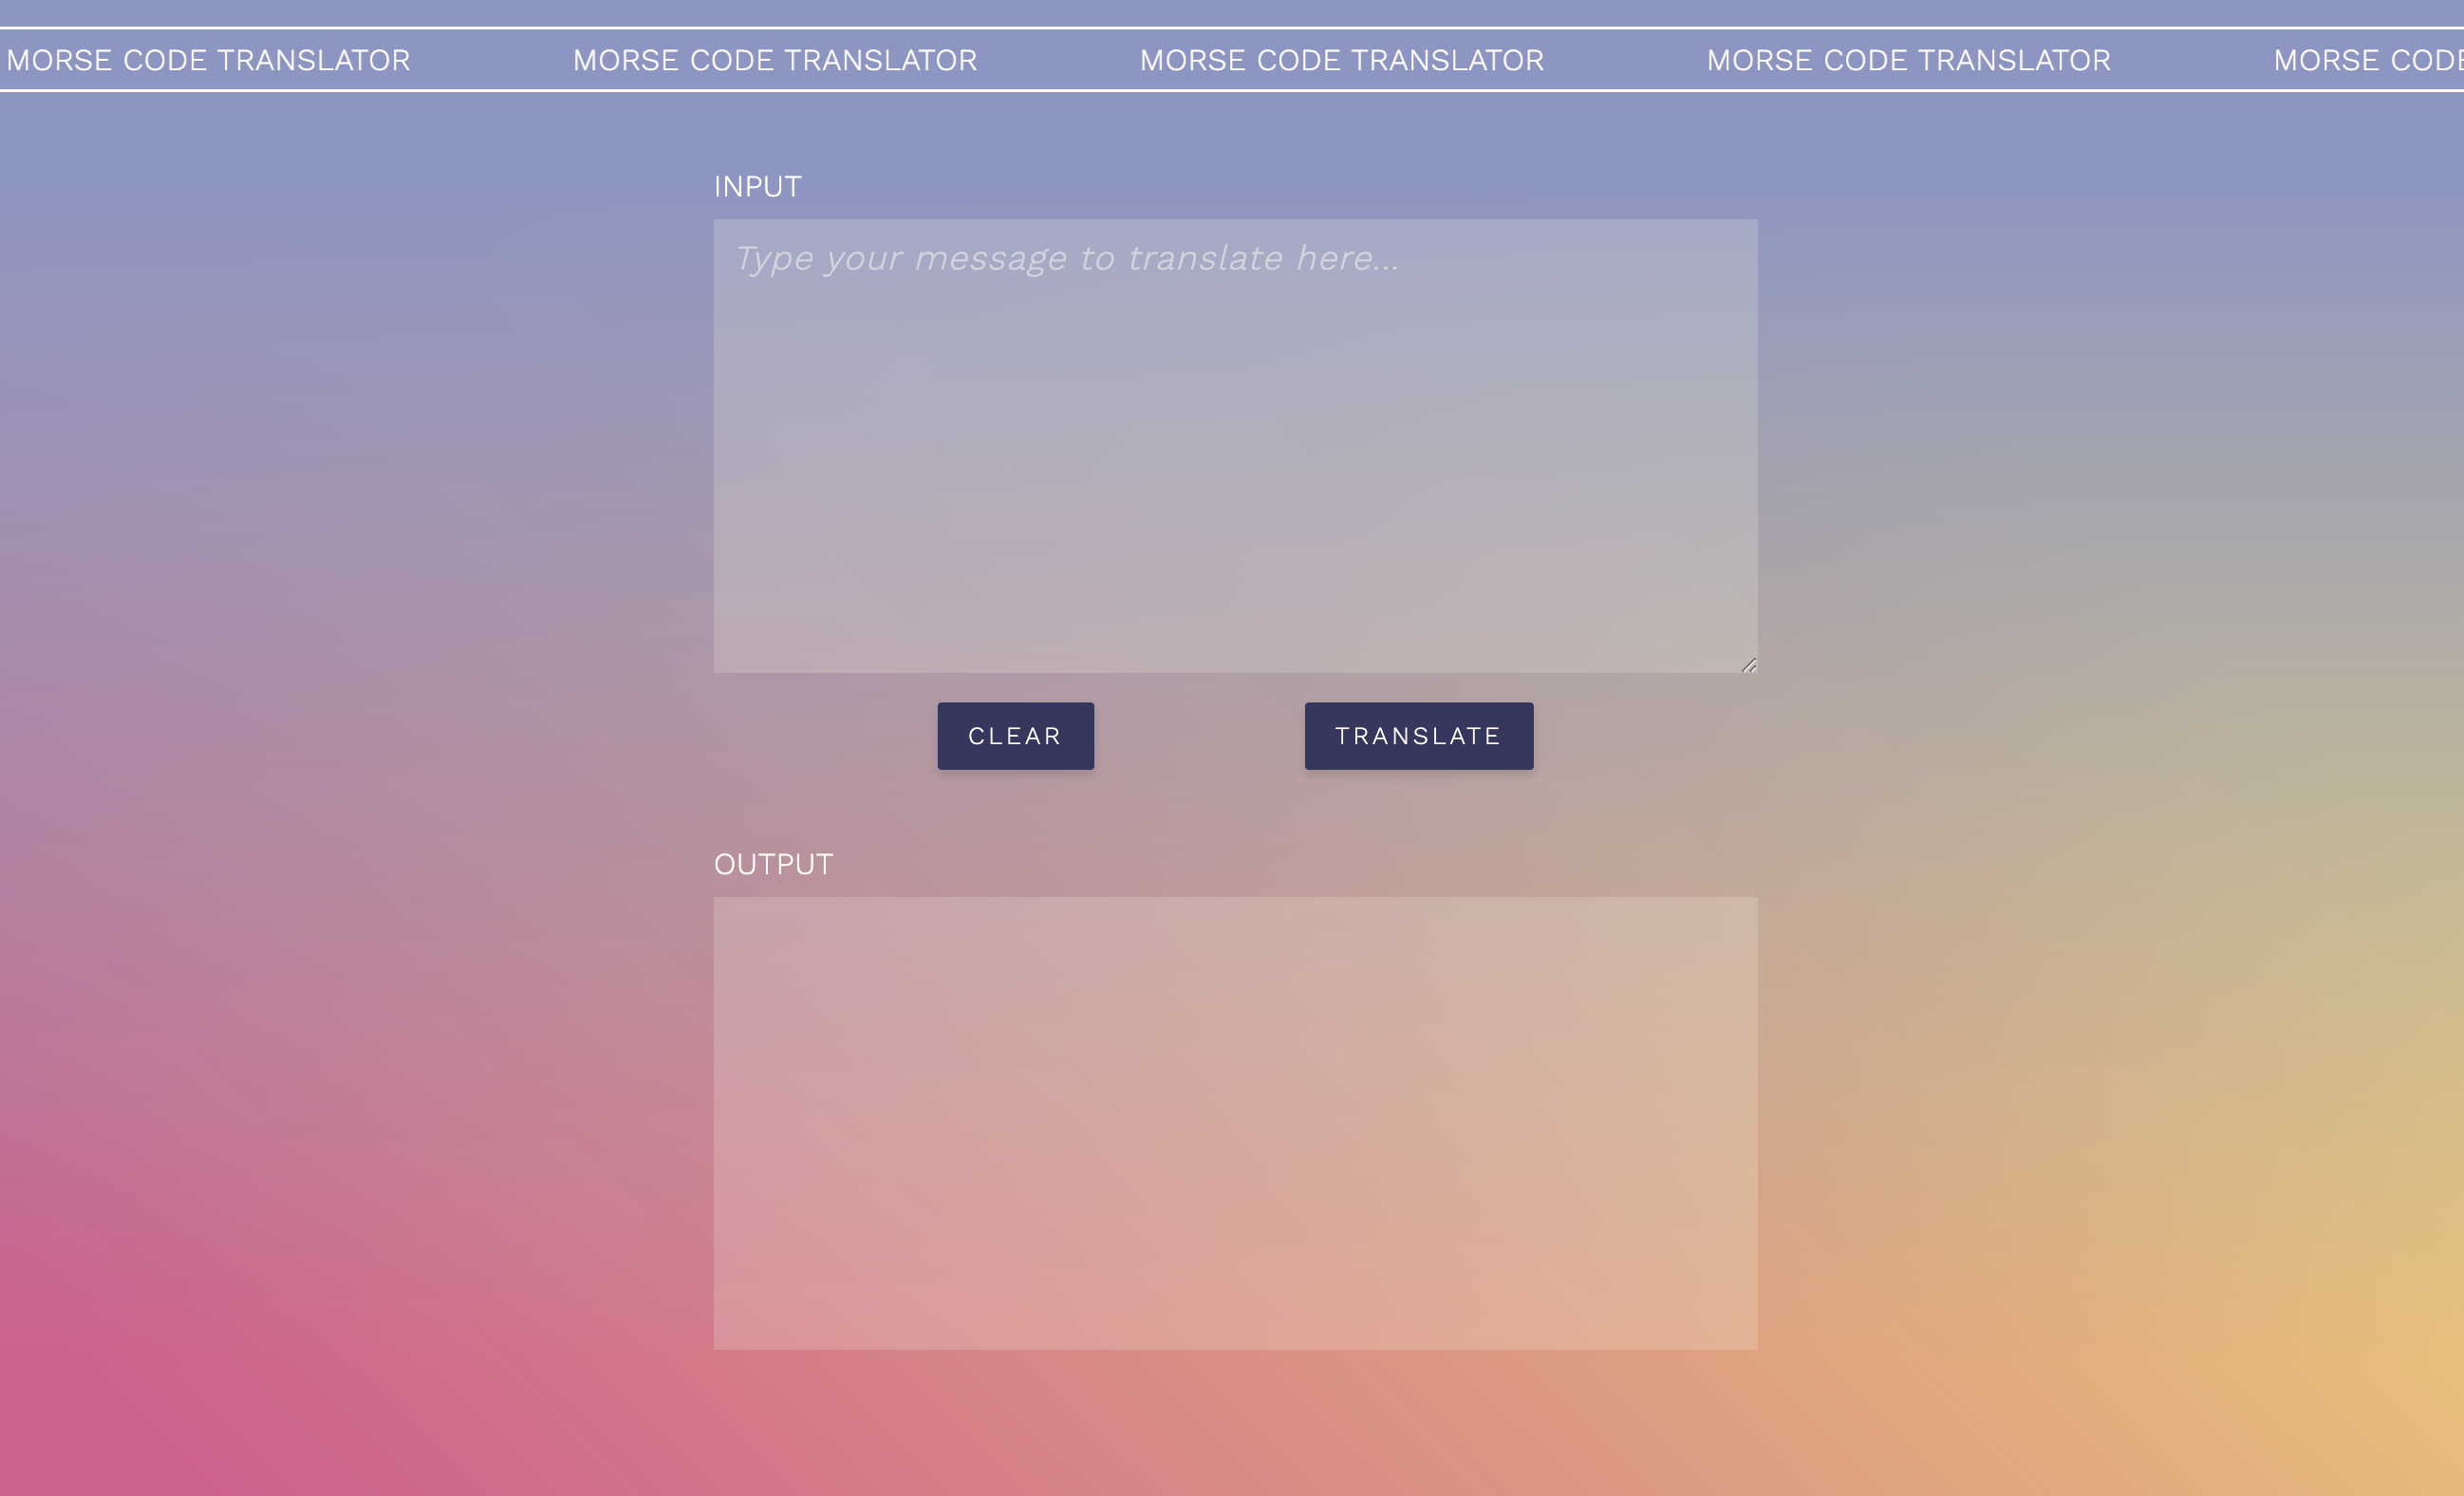 MORSE CODE TRANSLATOR MORSE CODE TRANSLATOR MORSE CODE TRANSLATOR MORSE CODE TRANSLATOR MORSE CODE
INPUT
Type your message to translate here...
CLEAR TRANSLATE
OUTPUT